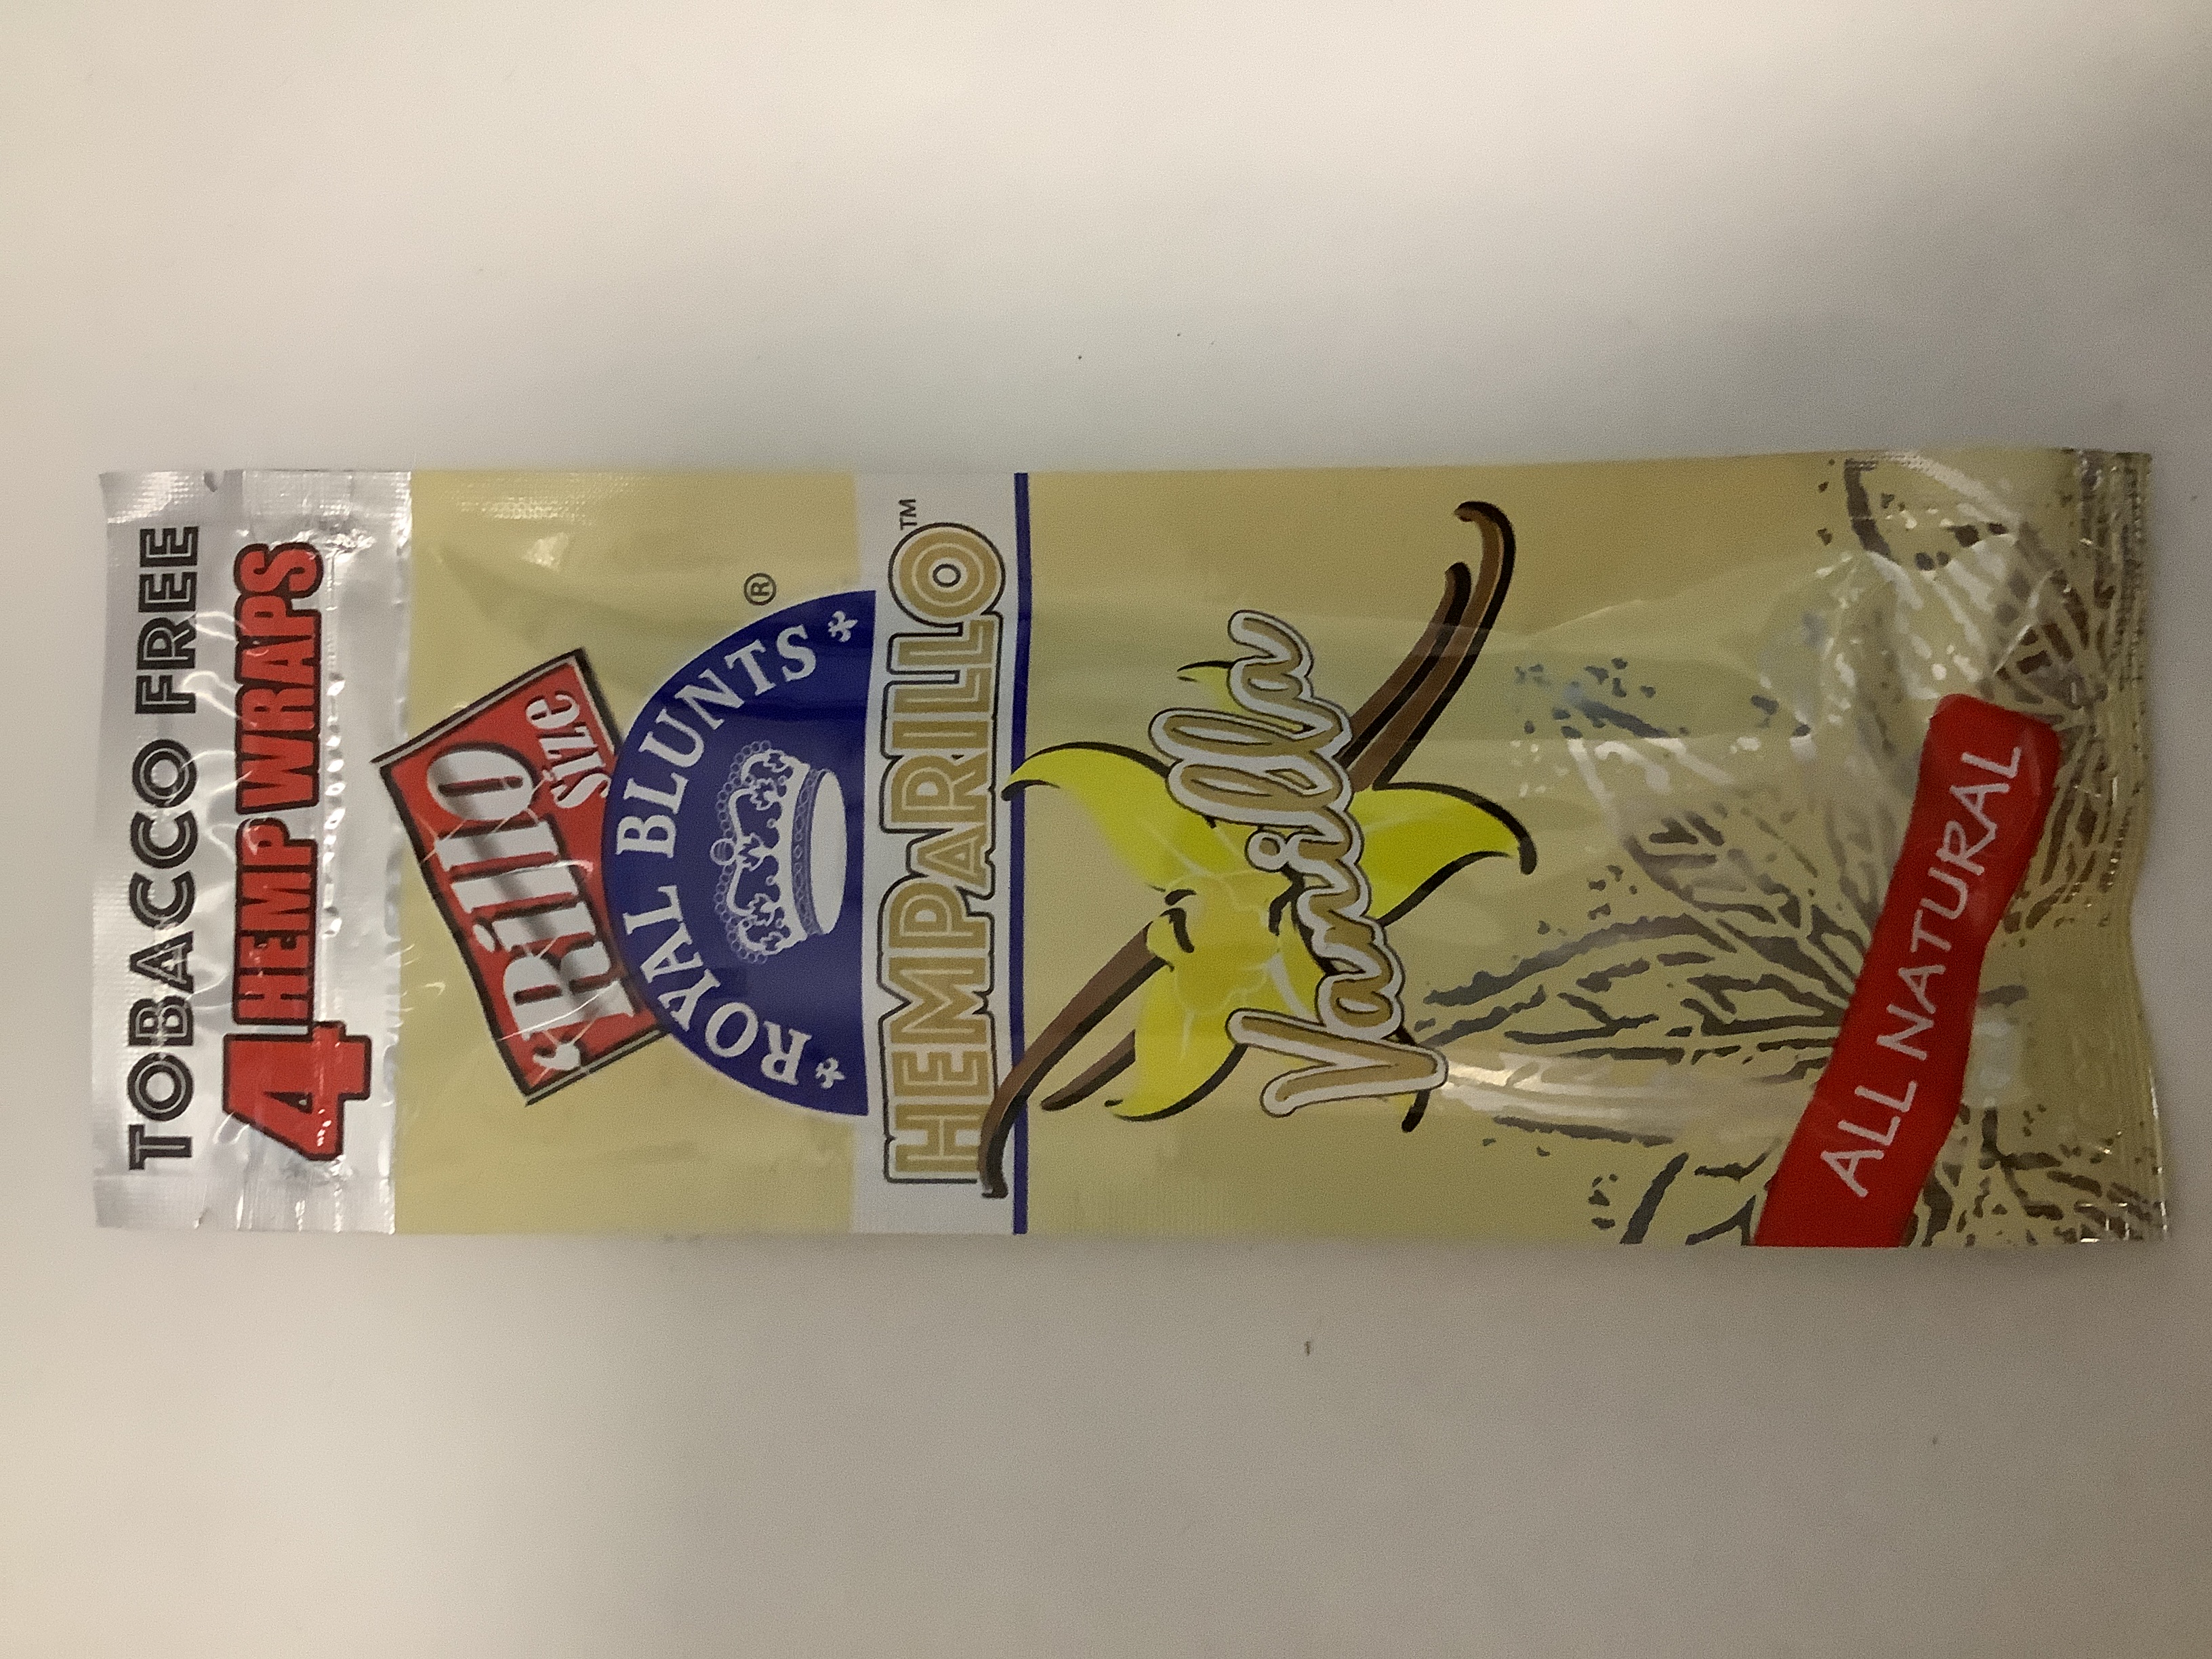 TOBACCO FREE
4 HEMP WRAPS
'Rillo
SIZE
ROYAL BLUNTS ®
HEMPARILLO™
Vanilla
ALL NATURAL